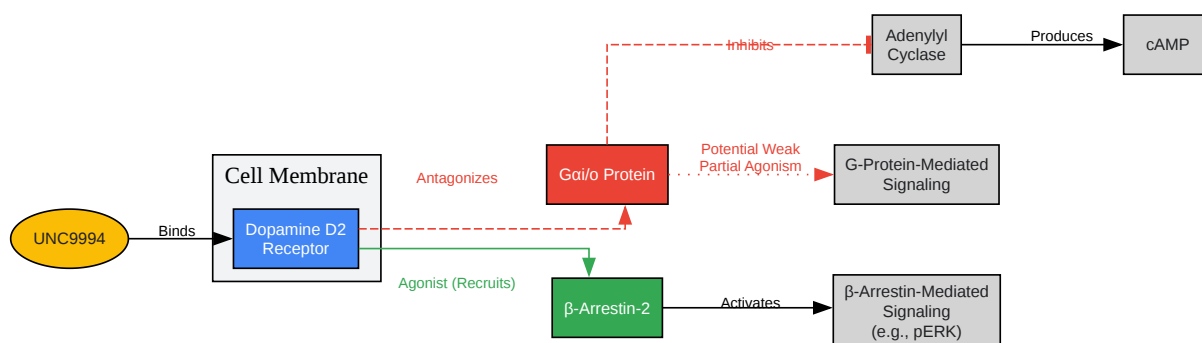 Inhibits
Adenylyl
Cyclase
Produces
cAMP
Cell Membrane
Antagonizes
Gαi/o Protein
Potential Weak
Partial Agonism
G-Protein-Mediated
Signaling
UNC9994
Binds
Dopamine D2
Receptor
Agonist (Recruits)
β-Arrestin-2
Activates
β-Arrestin-Mediated
Signaling
(e.g., pERK)